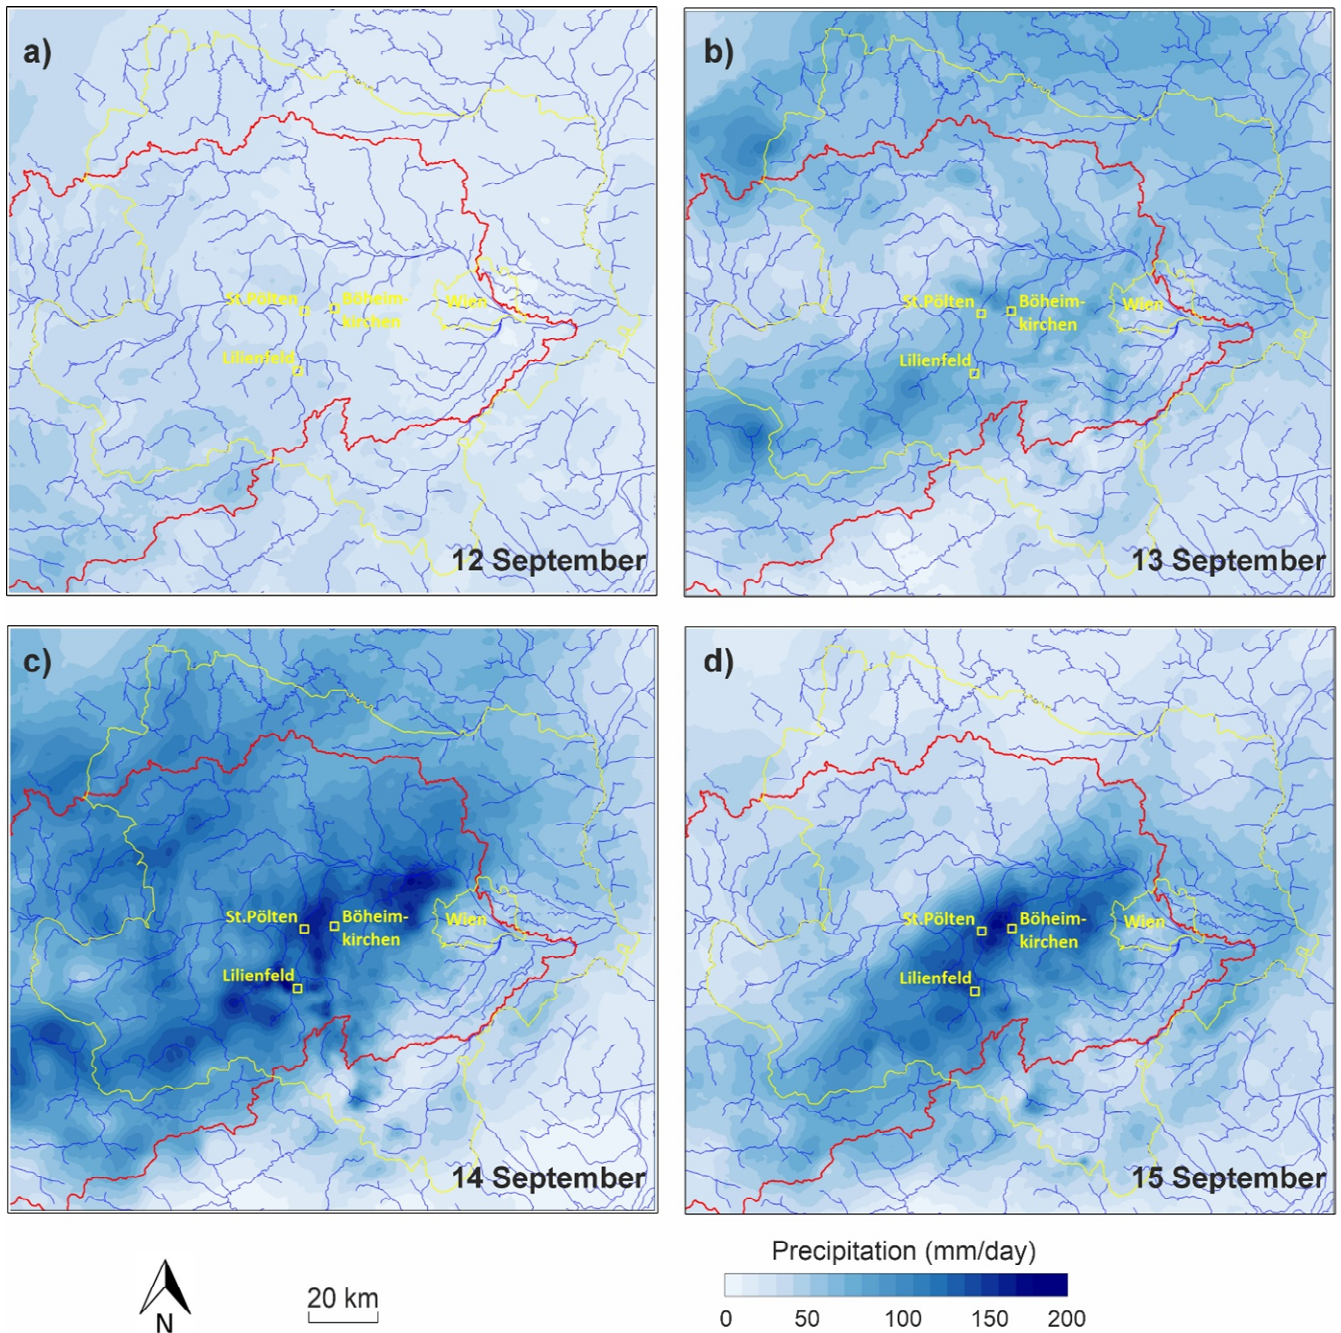 a)
St.Pölten
Böheim-
kirchen
Wien
Lilienfeld
12 September
b)
St.Pölten
Böheim-
kirchen
Wien
Lilienfeld
13 September
c)
St.Pölten
Böheim-
kirchen
Wien
Lilienfeld
14 September
d)
St.Pölten
Böheim-
kirchen
Wien
Lilienfeld
15 September
N
20 km
Precipitation (mm/day)
0 50 100 150 200